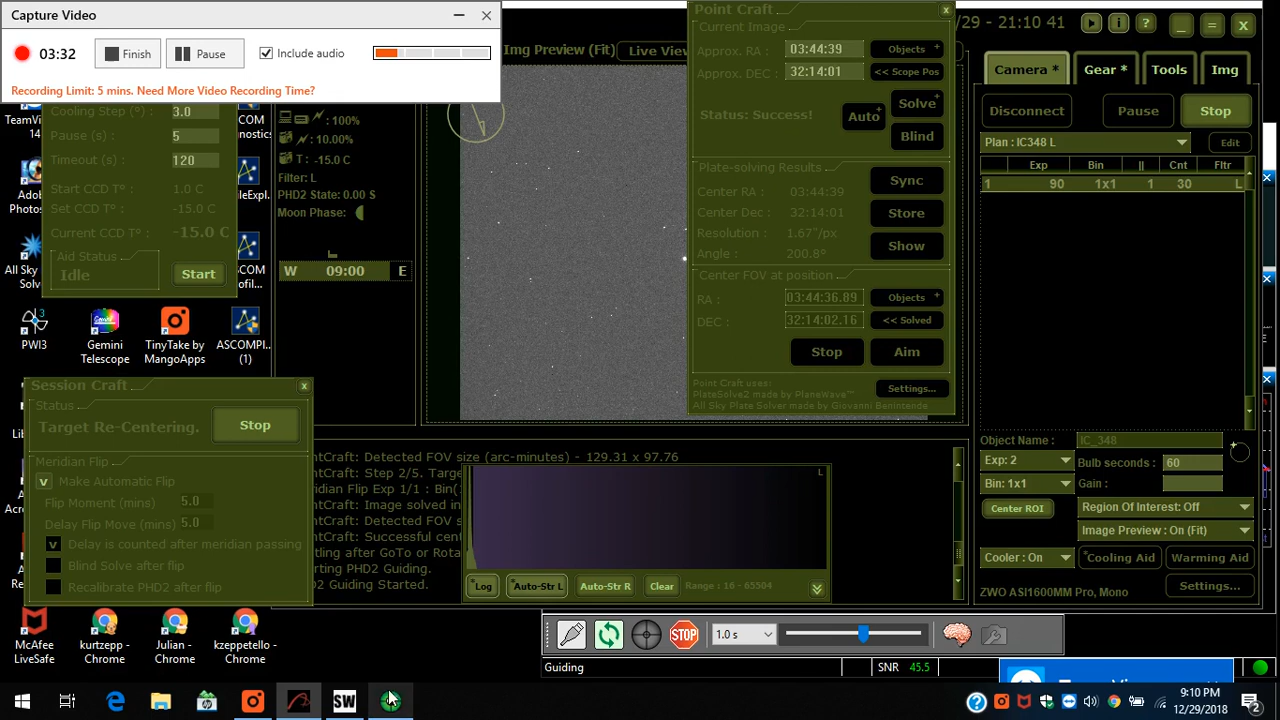 Capture Video
03:32
Finish
Pause
Include audio
Recording Limit: 5 mins. Need More Video Recording Time?
TeamV
14
COM
gnostics
Adob
Photos
ileExpl.
All Sky
Solv
SCOM
ofil...
PWI3
Gemini
Telescope
TinyTake by
MangoApps
ASCOMPl...
(1)
Cooling Step (°) :
3.0
Pause (s) :
5
Timeout (s) :
120
Start CCD T° :
1.0 C
Set CCD T° :
-15.0 C
Current CCD T° :
-15.0 C
Aid Status
Idle
Start
: 100%
: 10.00%
T: -15.0 C
Filter: L
PHD2 State: 0.00 S
Moon Phase:
W
09:00
E
Img Preview (Fit)
Live View
Point Craft
x
Current Image
Approx. RA :
03:44:39
Objects
+
Approx. DEC :
32:14:01
<< Scope Pos
Status: Success!
Auto
Solve
Blind
Plate-solving Results
Center RA :
03:44:39
Sync
Center Dec :
32:14:01
Store
Resolution :
1.67"/px
Show
Angle :
200.8°
Center FOV at position
RA :
03:44:36.89
Objects
+
DEC :
32:14:02.16
<< Solved
Stop
Aim
Point Craft uses:
PlateSolve2 made by PlaneWave™
All Sky Plate Solver made by Giovanni Benintende
Settings...
/29 - 21:10 41
i
?
_
=
X
Camera *
Gear *
Tools
Img
Disconnect
Pause
Stop
Plan : IC348 L
Edit
Exp
Bin
||
Cnt
Fltr
1
90
1x1
1
30
L
Object Name :
IC_348
Exp: 2
Bulb seconds :
60
Bin: 1x1
Gain :
Center ROI
Region Of Interest: Off
Image Preview : On (Fit)
Cooler : On
*Cooling Aid
Warming Aid
ZWO ASI1600MM Pro, Mono
Settings...
Session Craft
x
Status
Target Re-Centering.
Stop
Meridian Flip
v
Make Automatic Flip
Flip Moment (mins)
5.0
Delay Flip Move (mins)
5.0
v
Delay is counted after meridian passing
Blind Solve after flip
Recalibrate PHD2 after flip
ntCraft: Detected FOV size (arc-minutes) - 129.31 x 97.76
ntCraft: Step 2/5. Targe
ridian Flip Exp 1/1 : Bin(
ntCraft: Image solved in
ntCraft: Detected FOV s
ntCraft: Successful cent
tling after GoTo or Rota
rting PHD2 Guiding.
D2 Guiding Started.
L
*Log
*Auto-Str L
Auto-Str R
Clear
Range : 16 - 65504
McAfee
LiveSafe
kurtzepp -
Chrome
Julian -
Chrome
kzeppetello -
Chrome
STOP
1.0 s
Guiding
SNR
45.5
SW
9:10 PM
12/29/2018
2